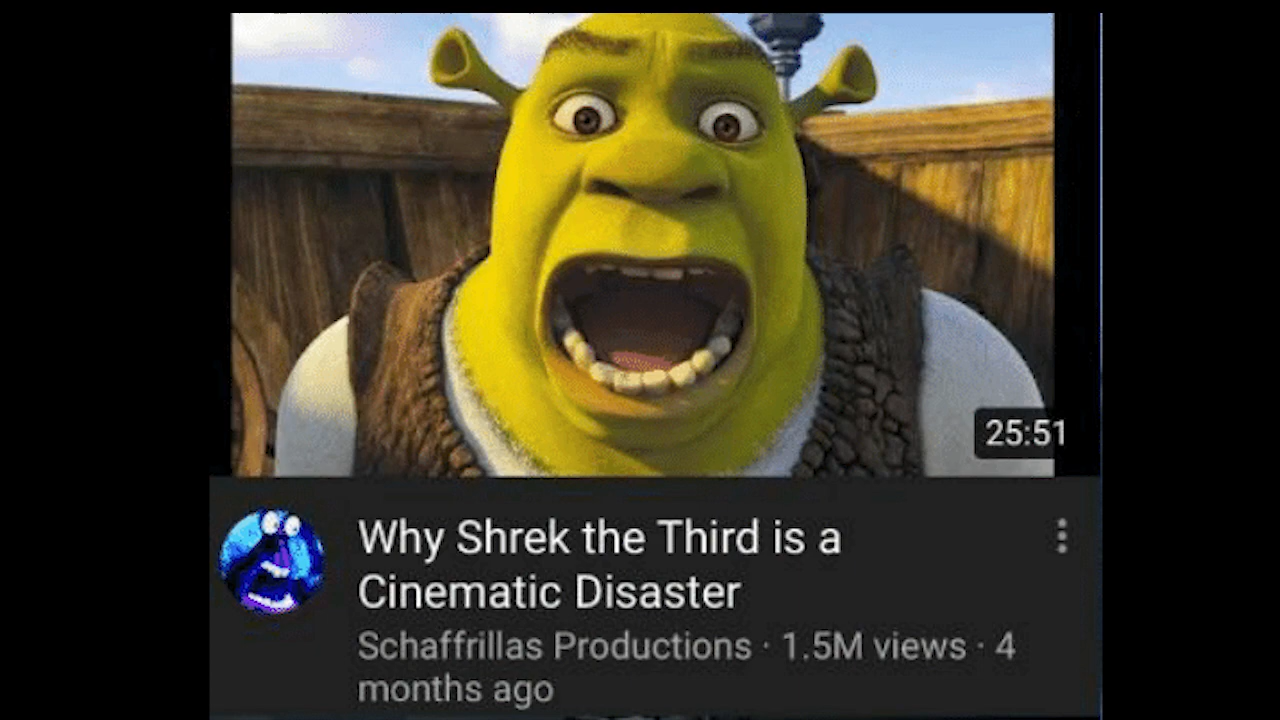 25:51
Why Shrek the Third is a
Cinematic Disaster
Schaffrillas Productions · 1.5M views · 4
months ago